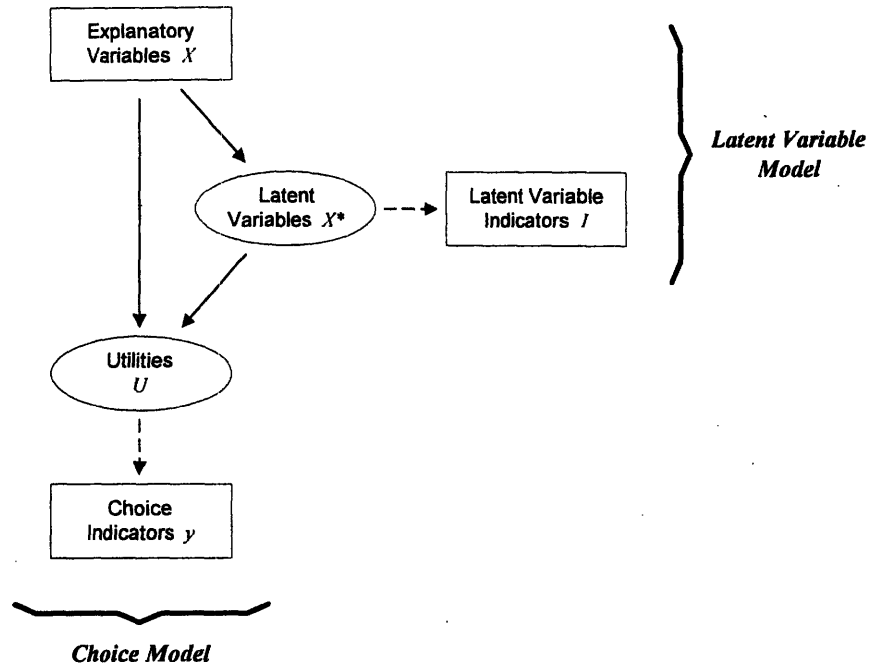 Explanatory
Variables X
Latent Variable
Model
Latent
Variables X*
Latent Variable
Indicators I
Utilities
U
Choice
Indicators y
Choice Model